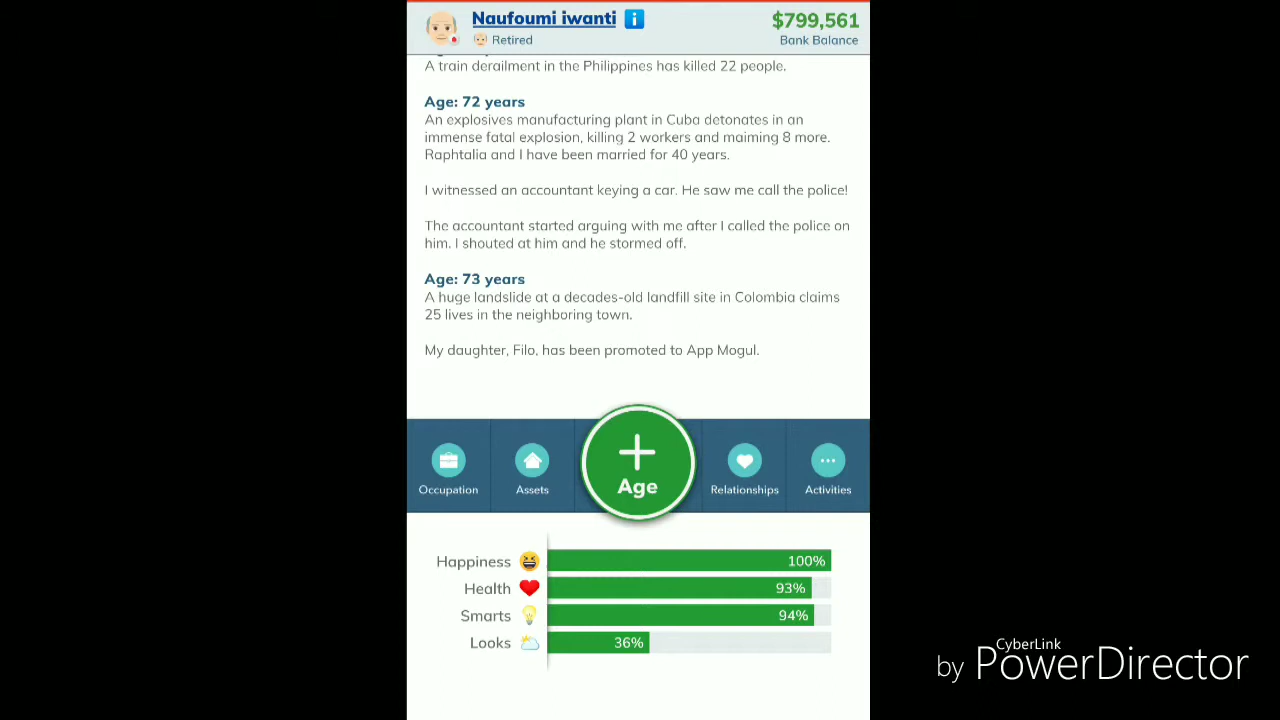 Naufoumi iwanti
$799,561
Retired
Bank Balance
A train derailment in the Philippines has killed 22 people.
Age: 72 years
An explosives manufacturing plant in Cuba detonates in an
immense fatal explosion, killing 2 workers and maiming 8 more.
Raphtalia and I have been married for 40 years.
I witnessed an accountant keying a car. He saw me call the police!
The accountant started arguing with me after I called the police on
him. I shouted at him and he stormed off.
Age: 73 years
A huge landslide at a decades-old landfill site in Colombia claims
25 lives in the neighboring town.
My daughter, Filo, has been promoted to App Mogul.
Occupation
Assets
+
Age
Relationships
Activities
Happiness 100%
Health 93%
Smarts 94%
Looks 36%
CyberLink
by PowerDirector